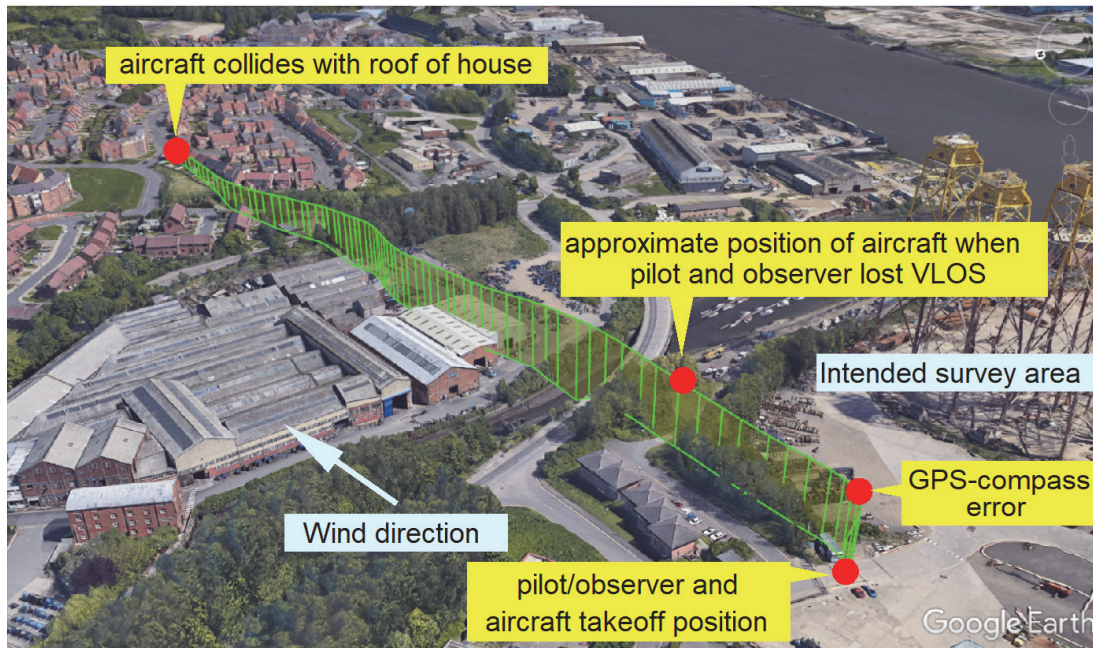 aircraft collides with roof of house
approximate position of aircraft when
pilot and observer lost VLOS
Intended survey area
GPS-compass
error
Wind direction
pilot/observer and
aircraft takeoff position
Google Earth